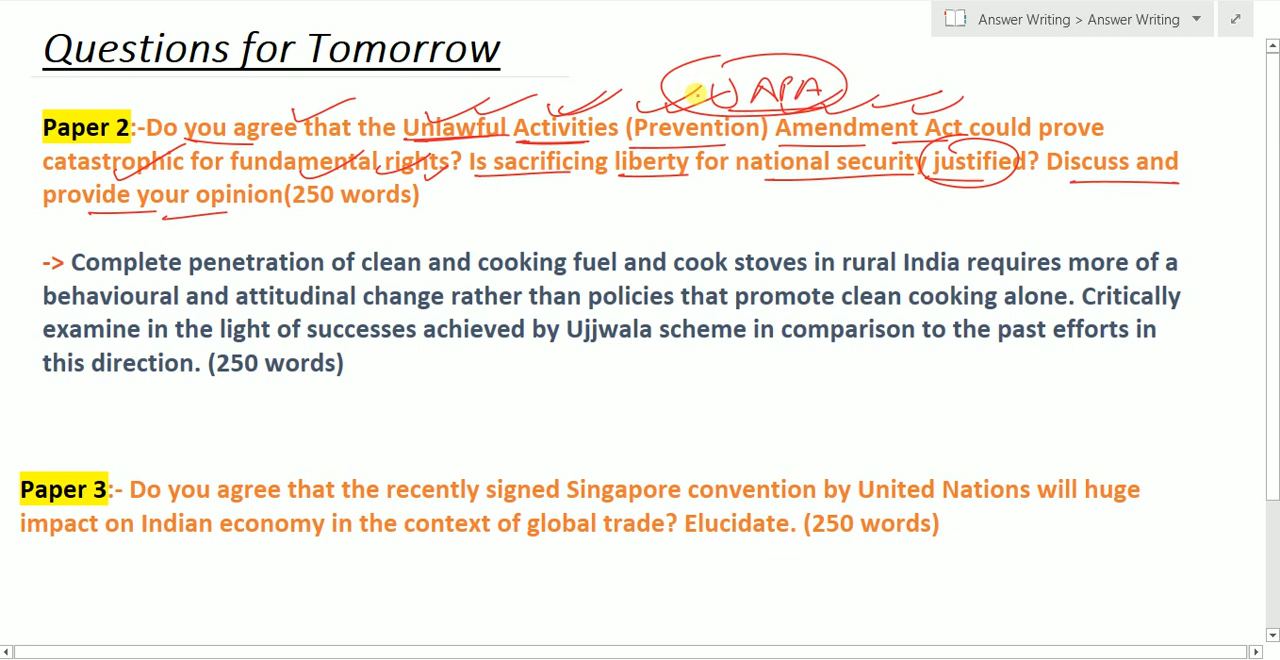 Answer Writing > Answer Writing
Questions for Tomorrow
UAPA
Paper 2:-Do you agree that the Unlawful Activities (Prevention) Amendment Act could prove
catastrophic for fundamental rights? Is sacrificing liberty for national security justified? Discuss and
provide your opinion(250 words)
-> Complete penetration of clean and cooking fuel and cook stoves in rural India requires more of a
behavioural and attitudinal change rather than policies that promote clean cooking alone. Critically
examine in the light of successes achieved by Ujjwala scheme in comparison to the past efforts in
this direction. (250 words)
Paper 3:- Do you agree that the recently signed Singapore convention by United Nations will huge
impact on Indian economy in the context of global trade? Elucidate. (250 words)